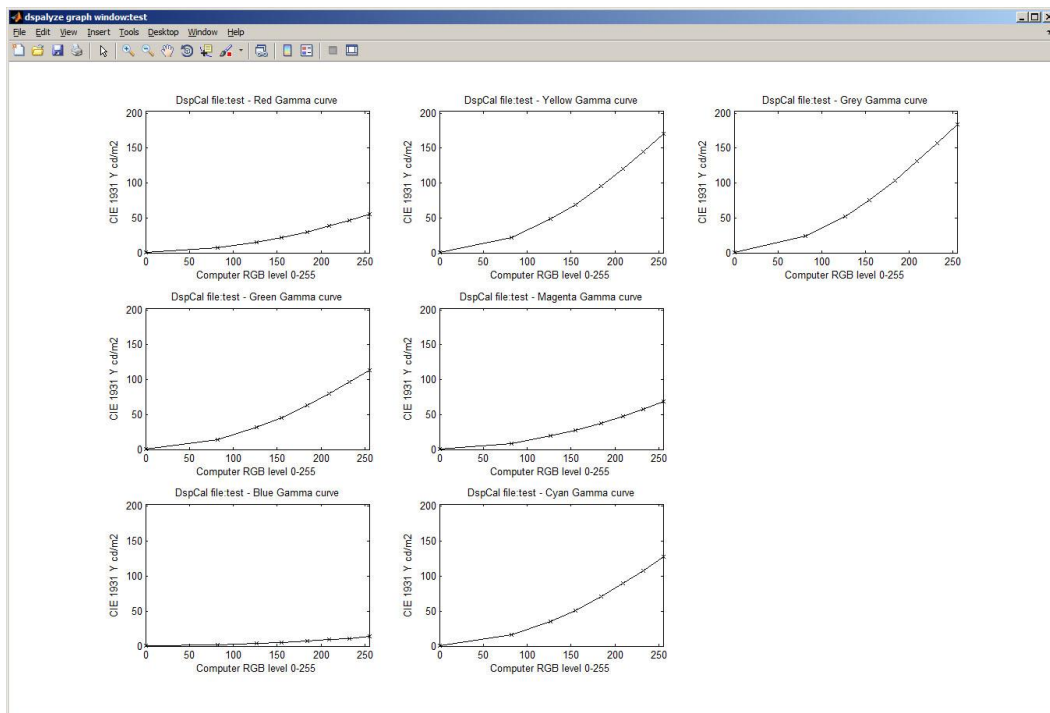 dspalyze graph window:test
File Edit View Insert Tools Desktop Window Help
DspCal file:test - Red Gamma curve
200
150
100
50
0
CIE 1931 Y cd/m2
0 50 100 150 200 250
Computer RGB level 0-255
DspCal file:test - Yellow Gamma curve
200
150
100
50
0
CIE 1931 Y cd/m2
0 50 100 150 200 250
Computer RGB level 0-255
DspCal file:test - Grey Gamma curve
200
150
100
50
0
CIE 1931 Y cd/m2
0 50 100 150 200 250
Computer RGB level 0-255
DspCal file:test - Green Gamma curve
200
150
100
50
0
CIE 1931 Y cd/m2
0 50 100 150 200 250
Computer RGB level 0-255
DspCal file:test - Magenta Gamma curve
200
150
100
50
0
CIE 1931 Y cd/m2
0 50 100 150 200 250
Computer RGB level 0-255
DspCal file:test - Blue Gamma curve
200
150
100
50
0
CIE 1931 Y cd/m2
0 50 100 150 200 250
Computer RGB level 0-255
DspCal file:test - Cyan Gamma curve
200
150
100
50
0
CIE 1931 Y cd/m2
0 50 100 150 200 250
Computer RGB level 0-255